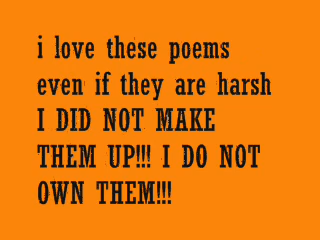 i love these poems
even if they are harsh
I DID NOT MAKE
THEM UP!!! I DO NOT
OWN THEM!!!